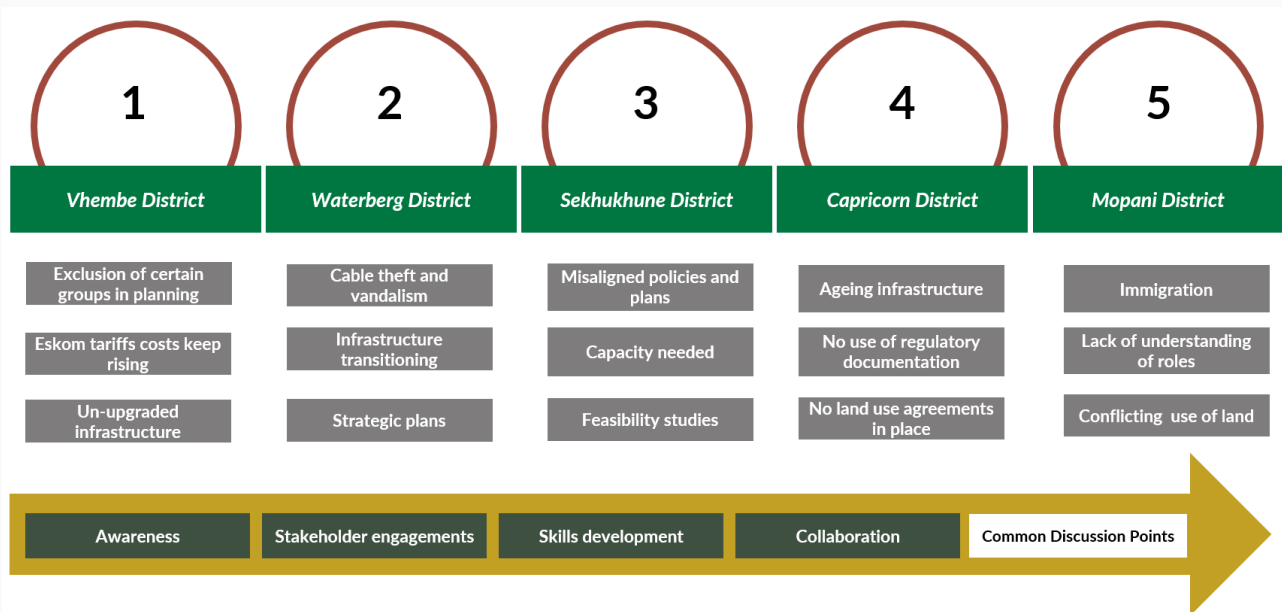 1
2
3
4
5
Vhembe District
Waterberg District
Sekhukhune District
Capricorn District
Mopani District
Exclusion of certain
groups in planning
Eskom tariffs costs keep
rising
Un-upgraded
infrastructure
Cable theft and
vandalism
Infrastructure
transitioning
Strategic plans
Misaligned policies and
plans
Capacity needed
Feasibility studies
Ageing infrastructure
No use of regulatory
documentation
No land use agreements
in place
Immigration
Lack of understanding
of roles
Conflicting use of land
Awareness
Stakeholder engagements
Skills development
Collaboration
Common Discussion Points